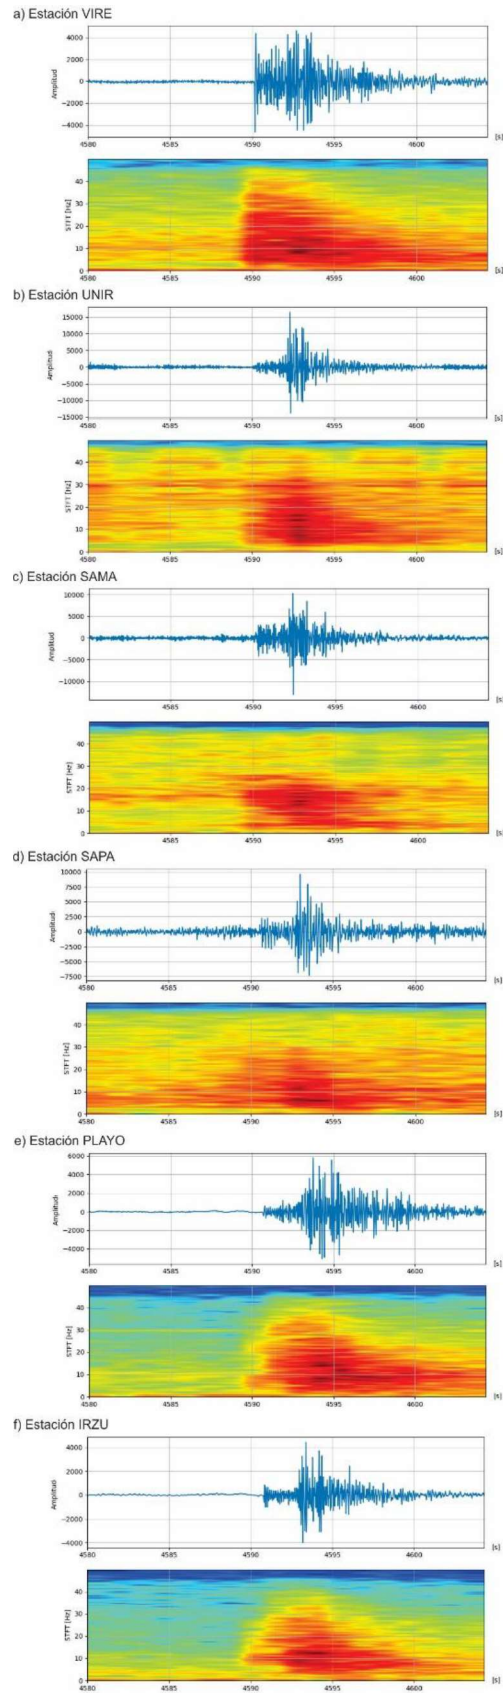 a) Estación VIRE
4000
2000
0
−2000
−4000
Amplitud
4580 4585 4590 4595 4600 [s]
40
30
20
10
0
STFT [Hz]
4580 4585 4590 4595 4600 [s]
b) Estación UNIR
15000
10000
5000
0
−5000
−10000
−15000
Amplitud
4580 4585 4590 4595 4600 [s]
40
30
20
10
0
STFT [Hz]
4580 4585 4590 4595 4600 [s]
c) Estación SAMA
10000
5000
0
−5000
−10000
Amplitud
4585 4590 4595 4600 [s]
40
30
20
10
0
STFT [Hz]
4580 4585 4590 4595 4600 [s]
d) Estación SAPA
10000
7500
5000
2500
0
−2500
−5000
−7500
Amplitud
4580 4585 4590 4595 4600 [s]
40
30
20
10
0
STFT [Hz]
4580 4585 4590 4595 4600 [s]
e) Estación PLAYO
6000
4000
2000
0
−2000
−4000
Amplitud
4580 4585 4590 4595 4600 [s]
40
30
20
10
0
STFT [Hz]
4580 4585 4590 4595 4600 [s]
f) Estación IRZU
4000
2000
0
−2000
−4000
Amplitud
4580 4585 4590 4595 4600 [s]
40
30
20
10
0
STFT [Hz]
4580 4585 4590 4595 4600 [s]